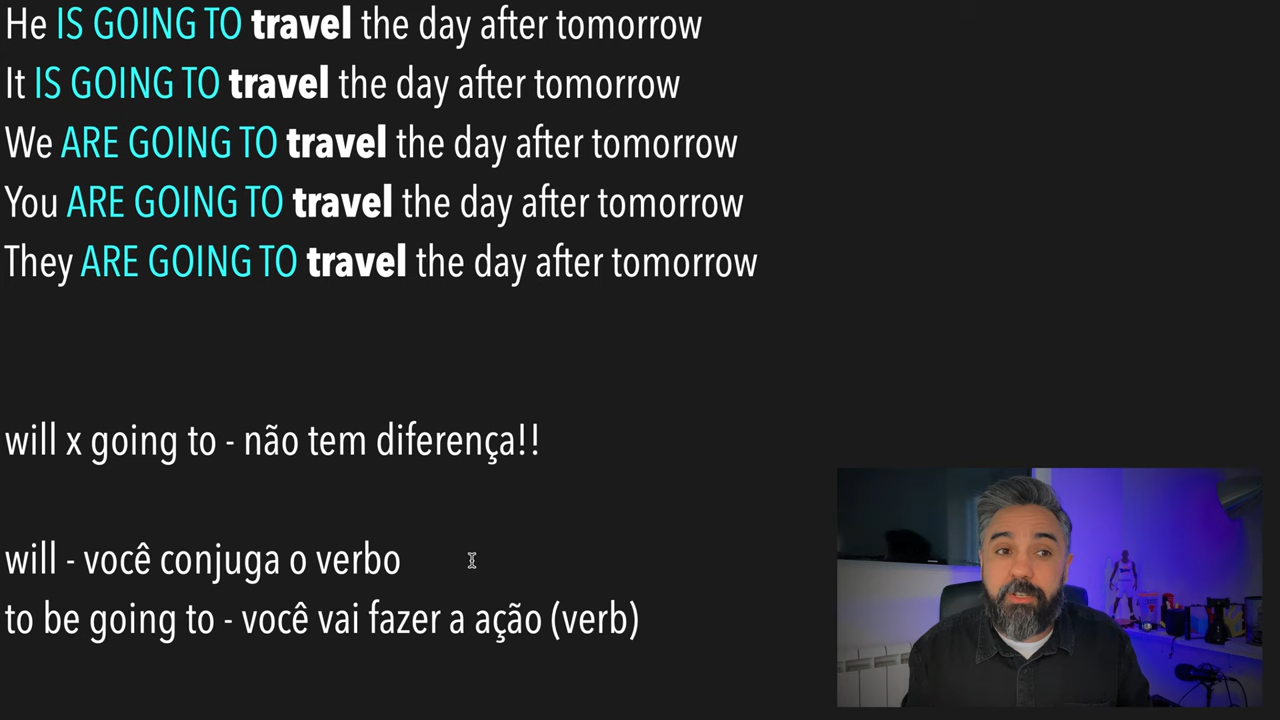 He IS GOING TO travel the day after tomorrow
It IS GOING TO travel the day after tomorrow
We ARE GOING TO travel the day after tomorrow
You ARE GOING TO travel the day after tomorrow
They ARE GOING TO travel the day after tomorrow
will x going to - não tem diferença!!
will - você conjuga o verbo
to be going to - você vai fazer a ação (verb)